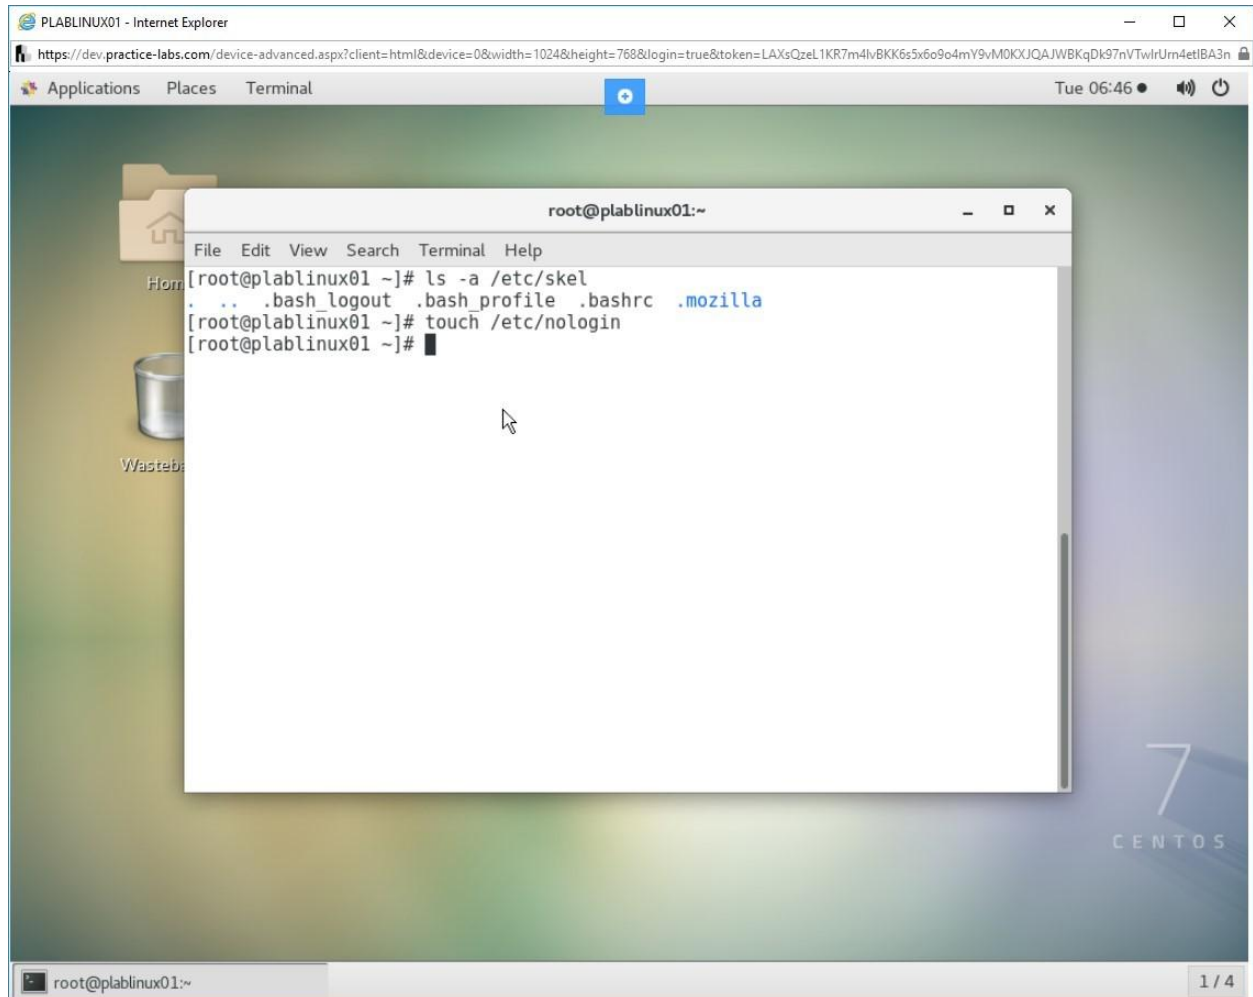 PLABLINUX01 - Internet Explorer
https://dev.practice-labs.com/device-advanced.aspx?client=html&device=0&width=1024&height=768&login=true&token=LAXsQzeL1KR7m4lvBKK6s5x6o9o4mY9vM0KXJQAJWBKqDk97nVTwIrUrn4etlBA3n
Applications Places Terminal
Tue 06:46
root@plablinux01:~
File Edit View Search Terminal Help
[root@plablinux01 ~]# ls -a /etc/skel
. .. .bash_logout .bash_profile .bashrc .mozilla
[root@plablinux01 ~]# touch /etc/nologin
[root@plablinux01 ~]#
7
CENTOS
root@plablinux01:~
1 / 4